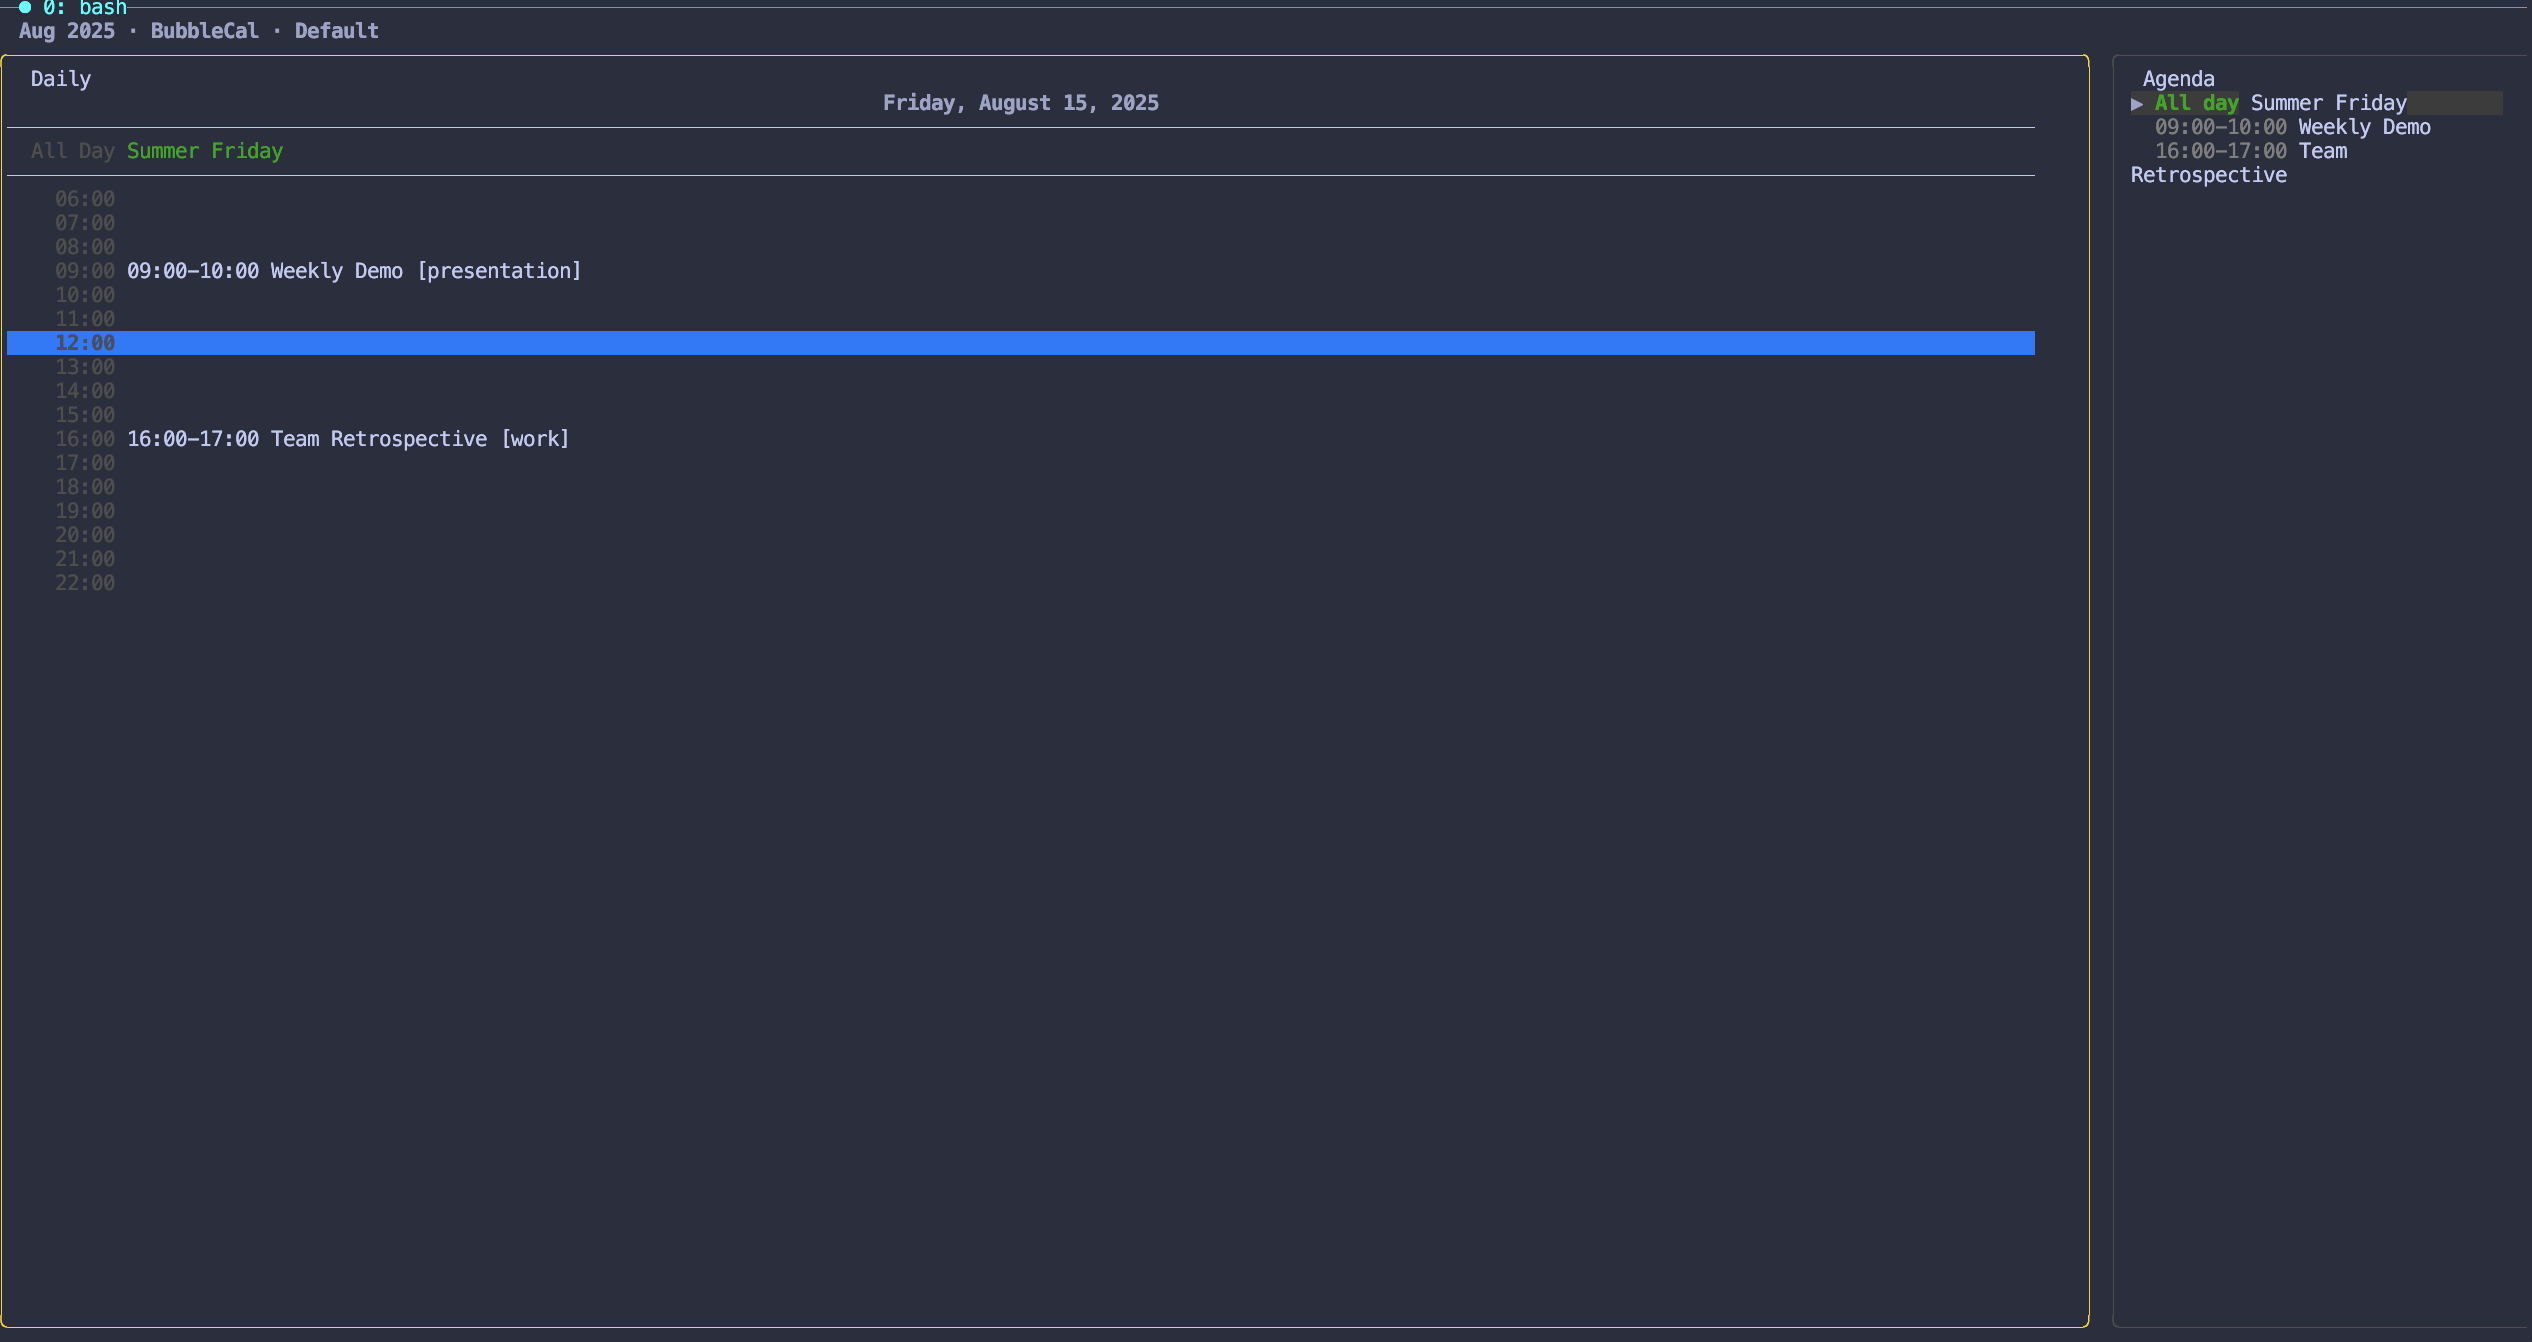 0: bash
Aug 2025 · BubbleCal · Default
Daily
Friday, August 15, 2025
All Day Summer Friday
06:00
07:00
08:00
09:00 09:00-10:00 Weekly Demo [presentation]
10:00
11:00
12:00
13:00
14:00
15:00
16:00 16:00-17:00 Team Retrospective [work]
17:00
18:00
19:00
20:00
21:00
22:00
Agenda
▶ All day Summer Friday
09:00-10:00 Weekly Demo
16:00-17:00 Team
Retrospective